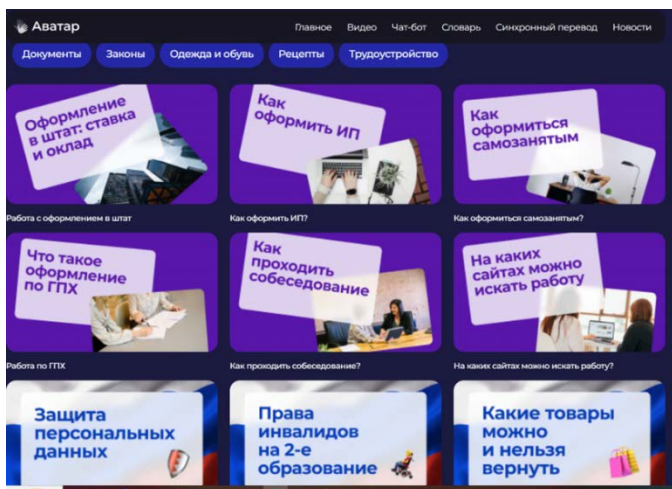 Аватар
Главное Видео Чат-бот Словарь Синхронный перевод Новости
Документы Законы Одежда и обувь Рецепты Трудоустройство
Оформление
в штат: ставка
и оклад
Как
оформить ИП
Как
оформиться
самозанятым
Работа с оформлением в штат
Как оформить ИП?
Как оформиться самозанятым?
Что такое
оформление
по ГПХ
Как
проходить
собеседование
На каких
сайтах можно
искать работу
Работа по ГПХ
Как проходить собеседование?
На каких сайтах можно искать работу?
Защита
персональных
данных
Права
инвалидов
на 2-е
образование
Какие товары
можно
и нельзя
вернуть